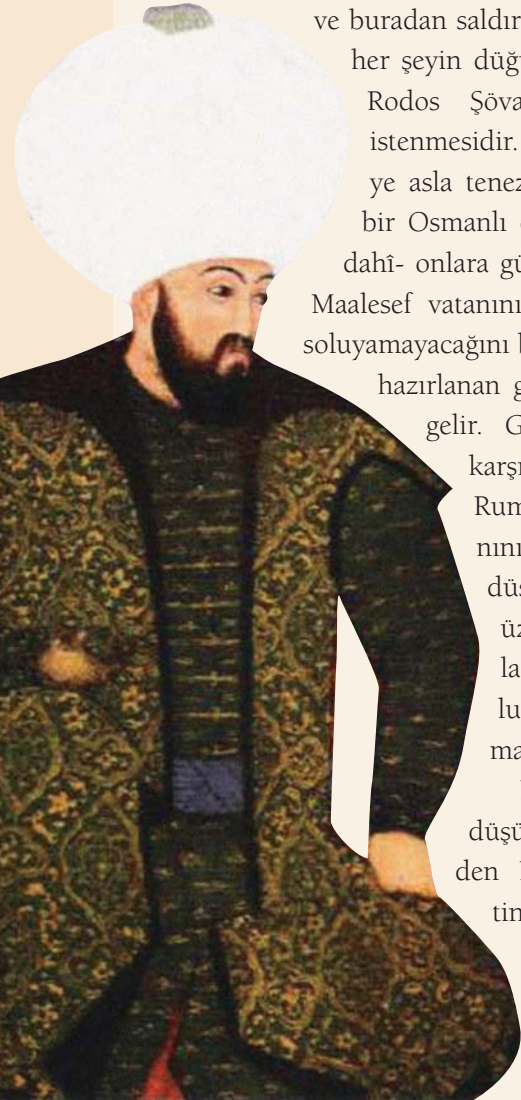 ve buradan saldır
her şeyin düğ
Rodos Şöva
istenmesidir.
ye asla tenez
bir Osmanlı
dahî- onlara gü
Maalesef vatanını
soluyamayacağını b
hazırlanan g
gelir. G
karşı
Rum
nını
düş
üz
la
lu
ma
düşü
den
tin